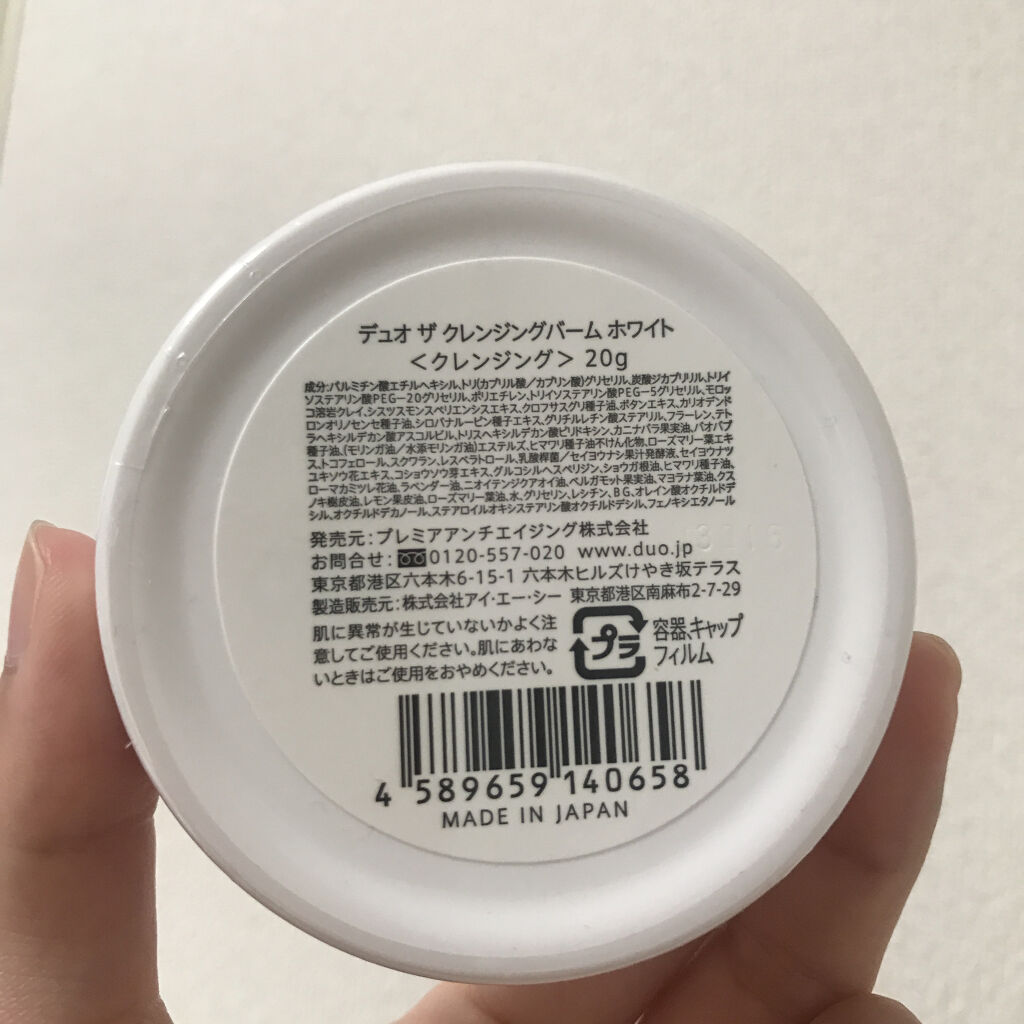 デュオ ザ クレンジングバーム ホワイト
＜クレンジング＞ 20g
成分:パルミチン酸エチルヘキシル、トリ(カプリル酸／カプリン酸)グリセリル、炭酸ジカプリリル、トリイ
ソステアリン酸PEG−20グリセリル、ポリエチレン、トリイソステアリン酸PEG−5グリセリル、モロッ
コ溶岩クレイ、シスツスモンスペリエンシスエキス、クロフサスグリ種子油、ボタンエキス、カリオデンド
ロンオリノセンセ種子油、シロバナルーピン種子エキス、グリチルレチン酸ステアリル、フラーレン、テト
ラヘキシルデカン酸アスコルビル、トリスヘキシルデカン酸ピリドキシン、カニナバラ果実油、バオバブ
種子油、(モリンガ油／水添モリンガ油)エステルズ、ヒマワリ種子油不けん化物、ローズマリー葉エキ
ス、トコフェロール、スクワラン、レスベラトロール、乳酸桿菌／セイヨウナシ果汁発酵液、セイヨウナツ
ユキソウ花エキス、コショウソウ芽エキス、グルコシルヘスペリジン、ショウガ根油、ヒマワリ種子油、
ローマカミツレ花油、ラベンダー油、ニオイテンジクアオイ油、ベルガモット果実油、マヨラナ葉油、クス
ノキ樹皮油、レモン果皮油、ローズマリー葉油、水、グリセリン、レシチン、BG、オレイン酸オクチルドデ
シル、オクチルドデカノール、ステアロイルオキシステアリン酸オクチルドデシル、フェノキシエタノール
発売元：プレミアアンチエイジング株式会社
お問合せ：0120-557-020 www.duo.jp
東京都港区六本木6-15-1 六本木ヒルズけやき坂テラス
製造販売元：株式会社アイ・エー・シー 東京都港区南麻布2-7-29
肌に異常が生じていないかよく注
意してご使用ください。肌にあわな
いときはご使用をおやめください。
プラ
容器、キャップ
フィルム
4 589659 140658
MADE IN JAPAN